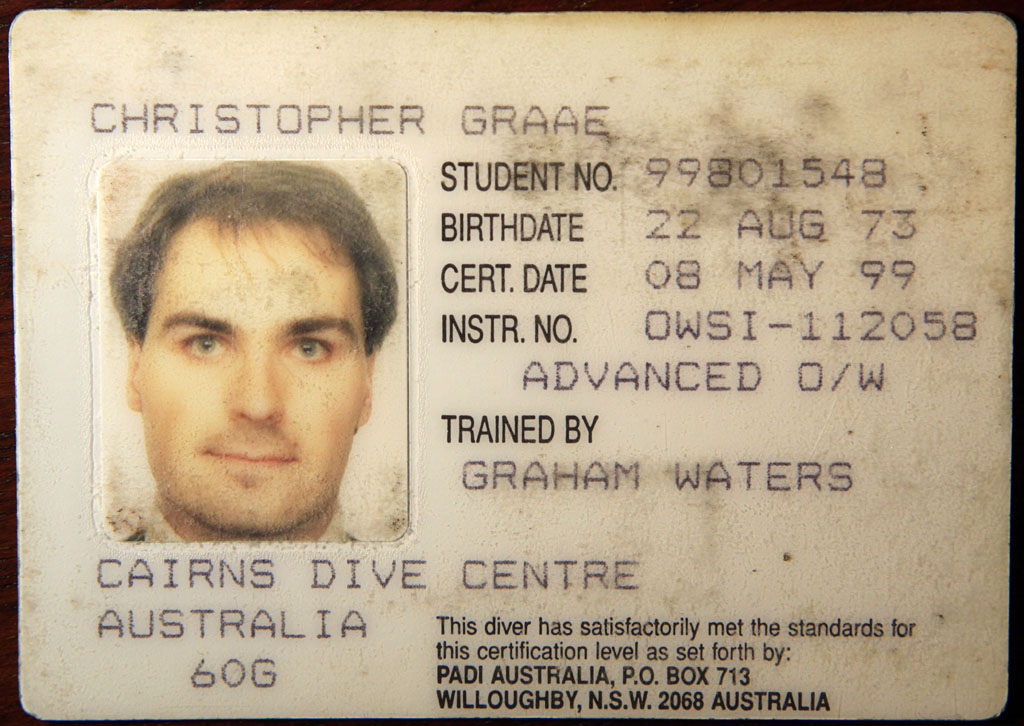 CHRISTOPHER GRAAE
STUDENT NO. 99801548
BIRTHDATE 22 AUG 73
CERT. DATE 08 MAY 99
INSTR. NO. OWSI-112058
ADVANCED O/W
TRAINED BY
GRAHAM WATERS
CAIRNS DIVE CENTRE
AUSTRALIA
60G
This diver has satisfactorily met the standards for
this certification level as set forth by:
PADI AUSTRALIA, P.O. BOX 713
WILLOUGHBY, N.S.W. 2068 AUSTRALIA